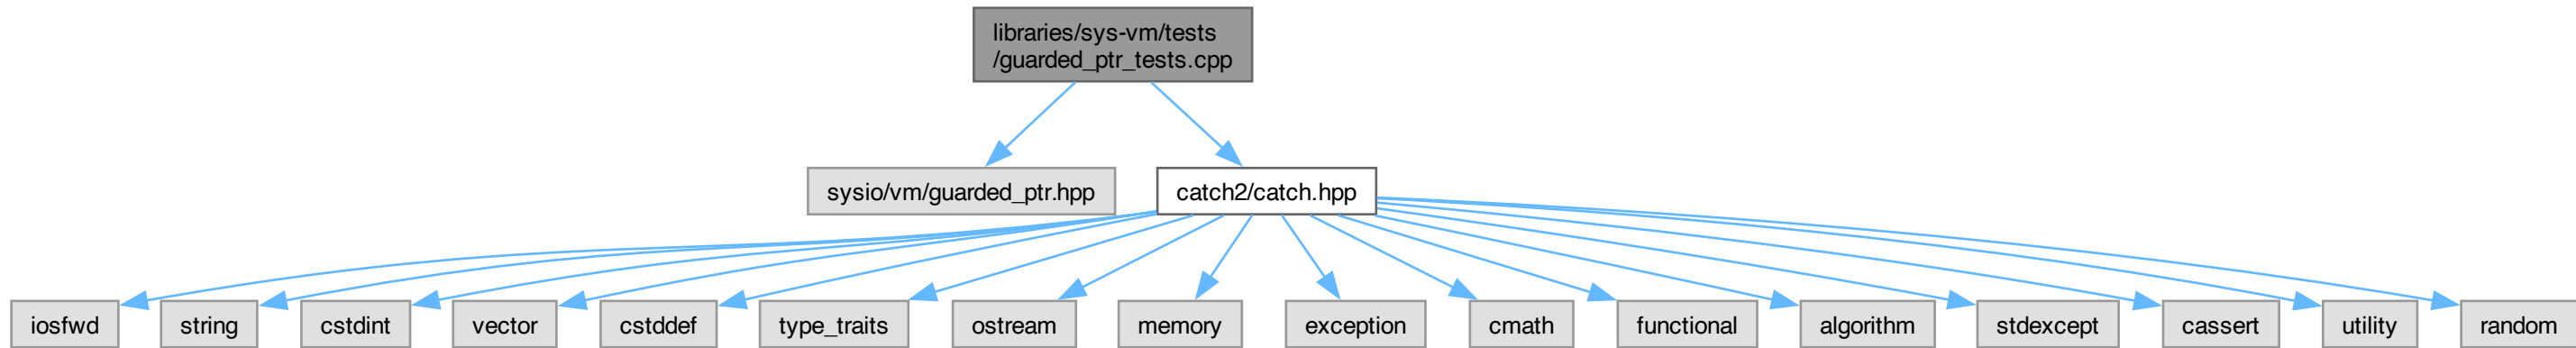 libraries/sys-vm/tests
/guarded_ptr_tests.cpp
sysio/vm/guarded_ptr.hpp
catch2/catch.hpp
iosfwd
string
cstdint
vector
cstddef
type_traits
ostream
memory
exception
cmath
functional
algorithm
stdexcept
cassert
utility
random